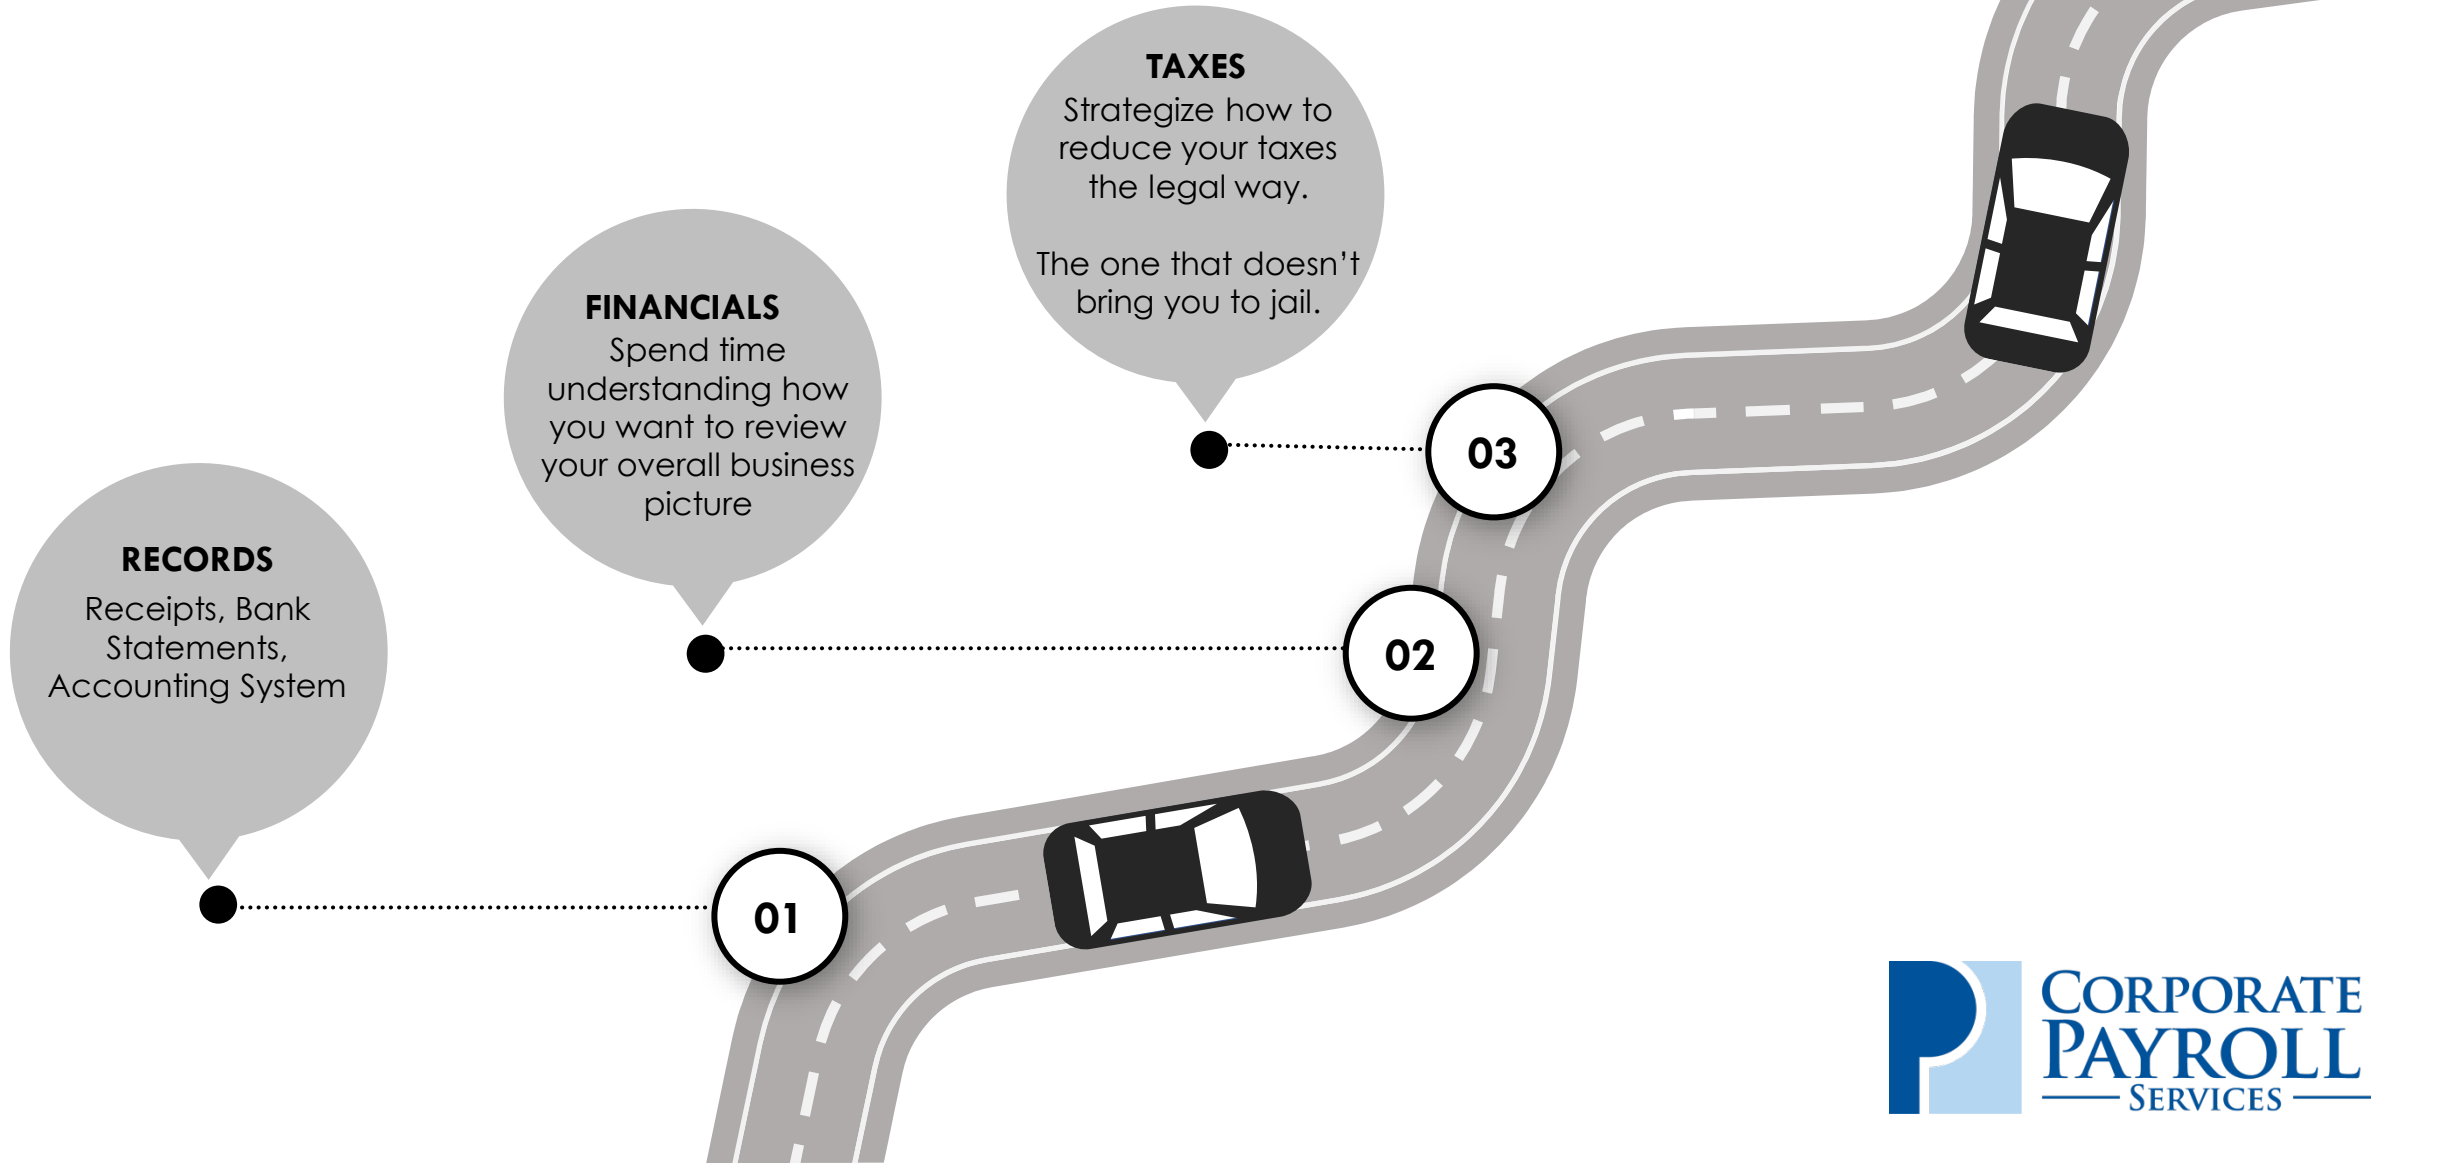 RECORDS
Receipts, Bank
Statements,
Accounting System
01
FINANCIALS
Spend time
understanding how
you want to review
your overall business
picture
02
TAXES
Strategize how to
reduce your taxes
the legal way.
The one that doesn’t
bring you to jail.
03
CORPORATE
PAYROLL
SERVICES